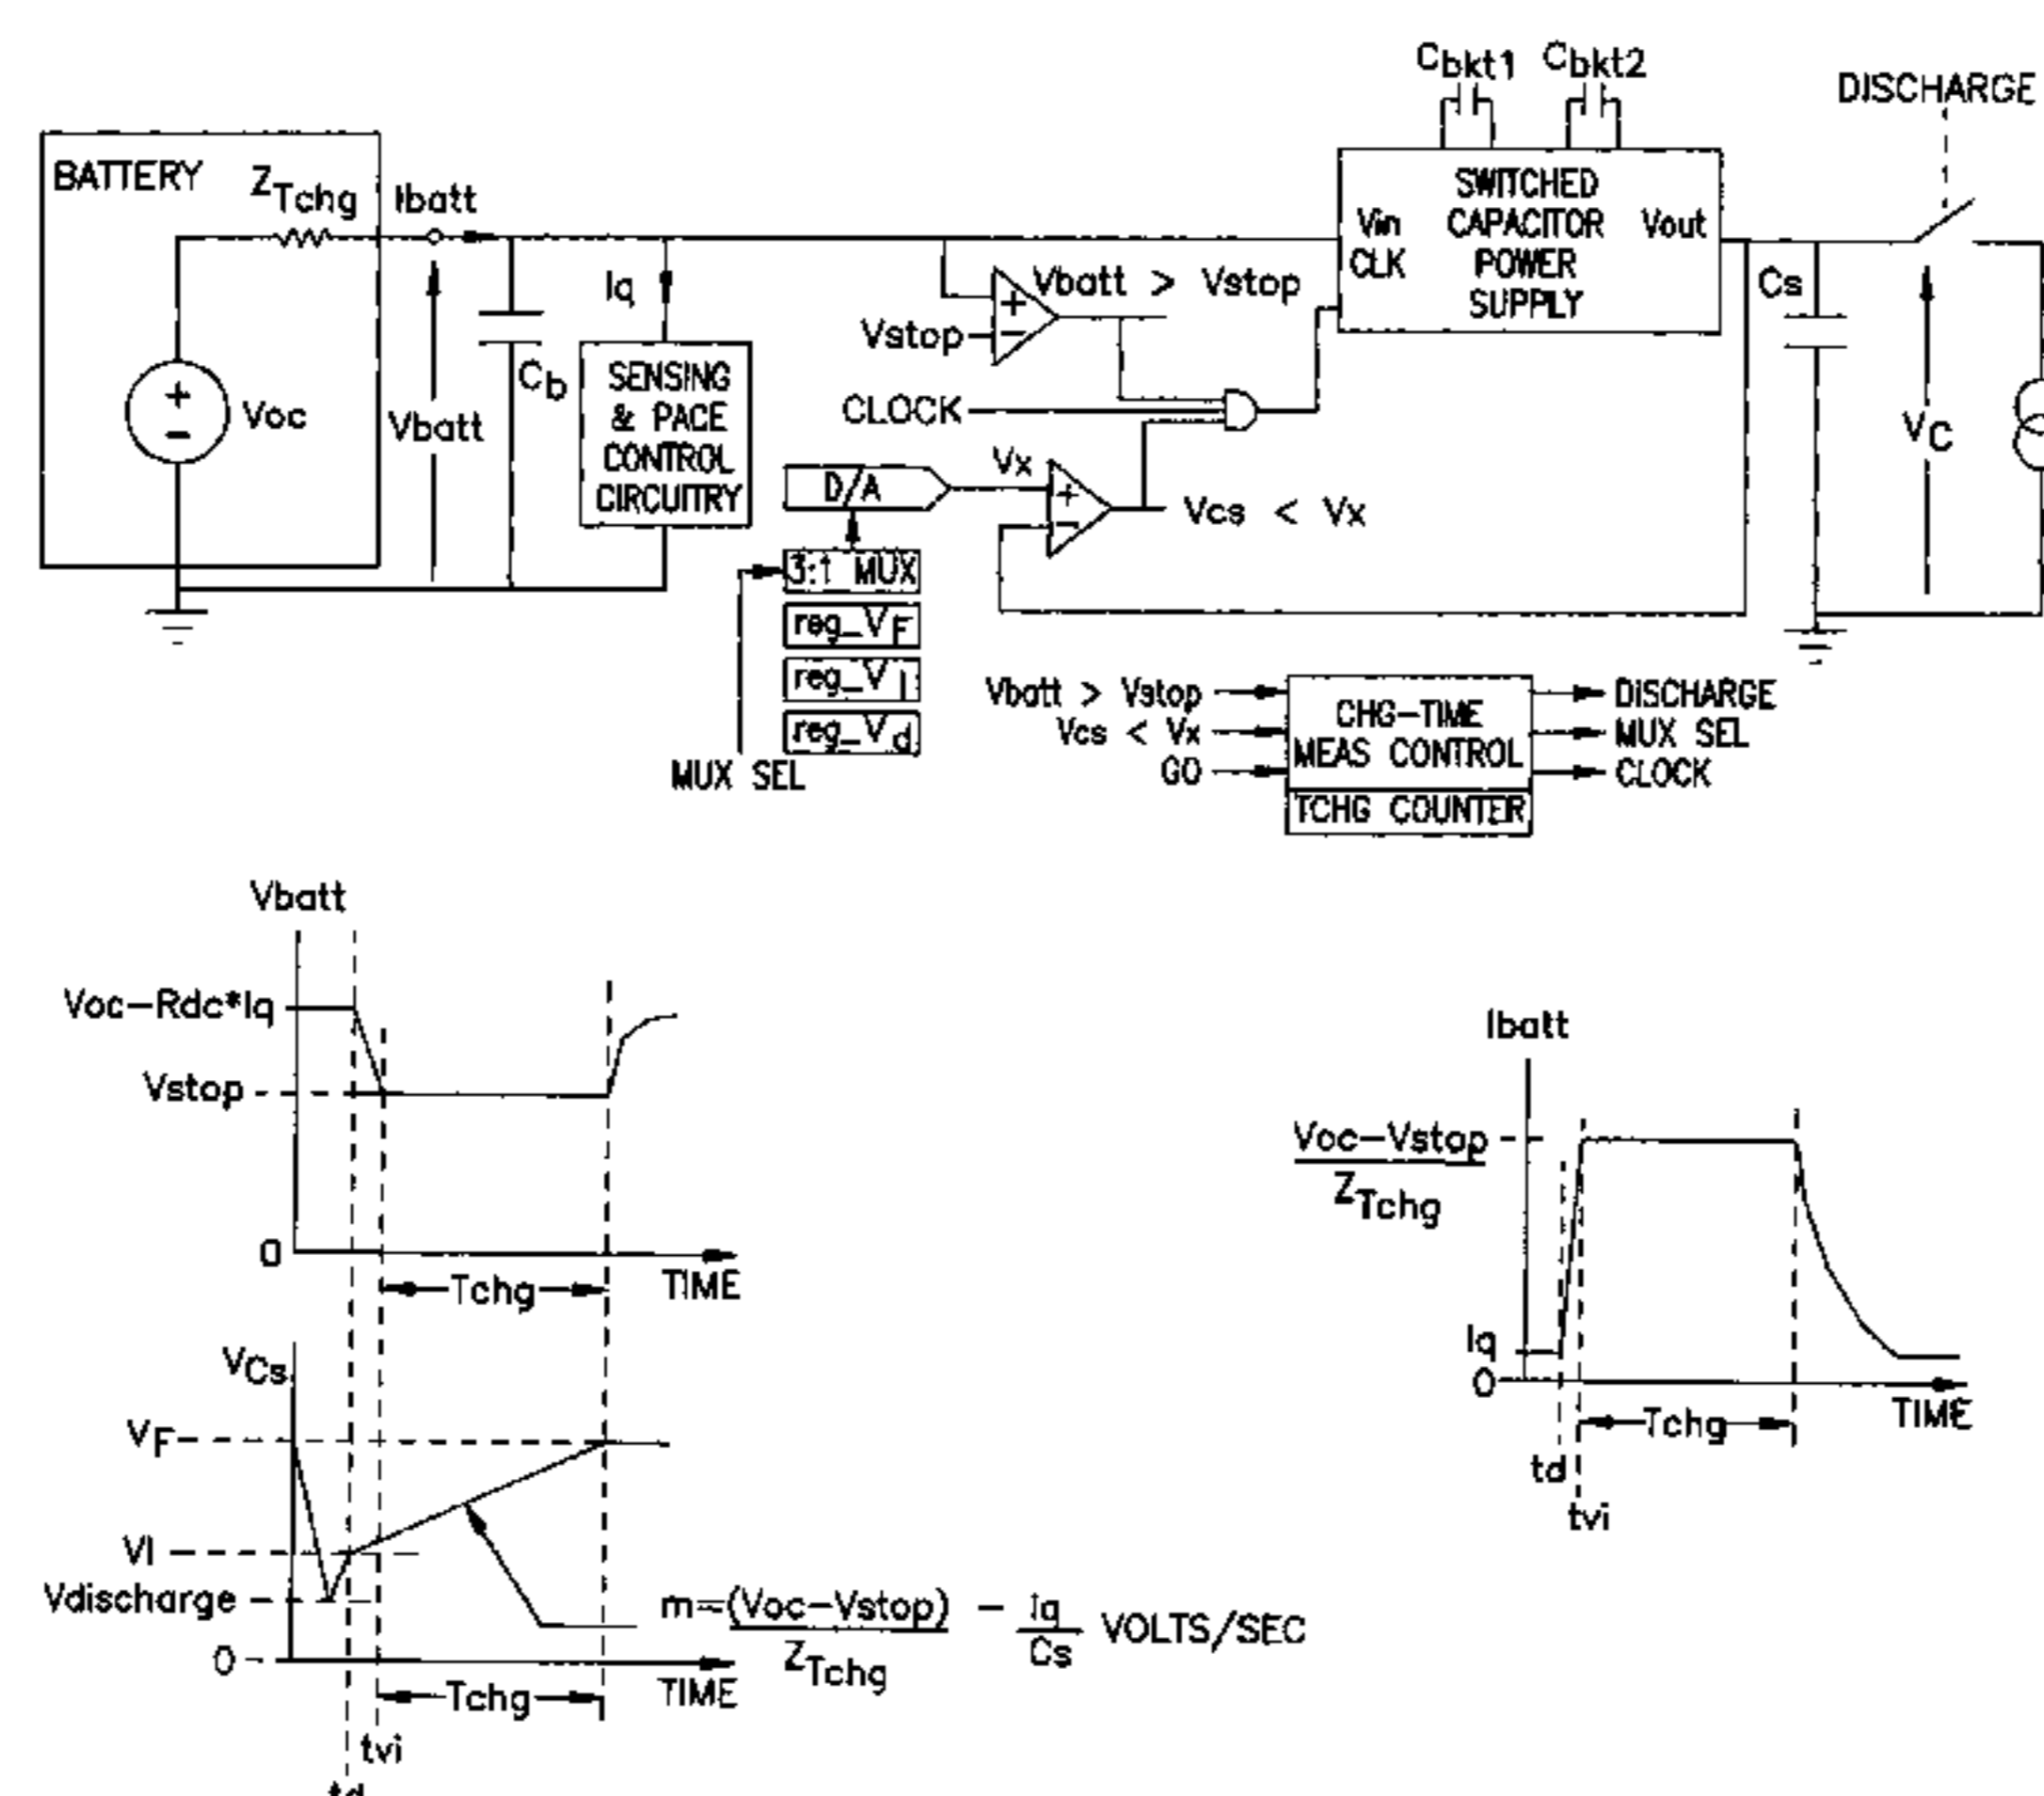 Cbkt1 Cbkt2
DISCHARGE
BATTERY
ZTchg
Ibatt
SWITCHED
CAPACITOR
POWER
SUPPLY
Vin
CLK
Vout
Iq
Vbatt > Vstop
Vstop
Cs
+
-
Voc
Vbatt
Cb
SENSING
& PACE
CONTROL
CIRCUITRY
+
-
CLOCK
VC
D/A
Vx
+
-
Vcs < Vx
3:1 MUX
reg_VF
reg_VI
reg_Vd
MUX SEL
Vbatt > Vstop
Vcs < Vx
GO
CHG-TIME
MEAS CONTROL
TCHG COUNTER
DISCHARGE
MUX SEL
CLOCK
Vbatt
Voc-Rdc*Iq
Vstop
0
Tchg
TIME
Ibatt
Voc-Vstop
ZTchg
Iq
0
Tchg
TIME
td
tvi
VCs
VF
VI
Vdischarge
0
m=(Voc-Vstop) - Iq VOLTS/SEC
ZTchg Cs
Tchg
TIME
tvi
td